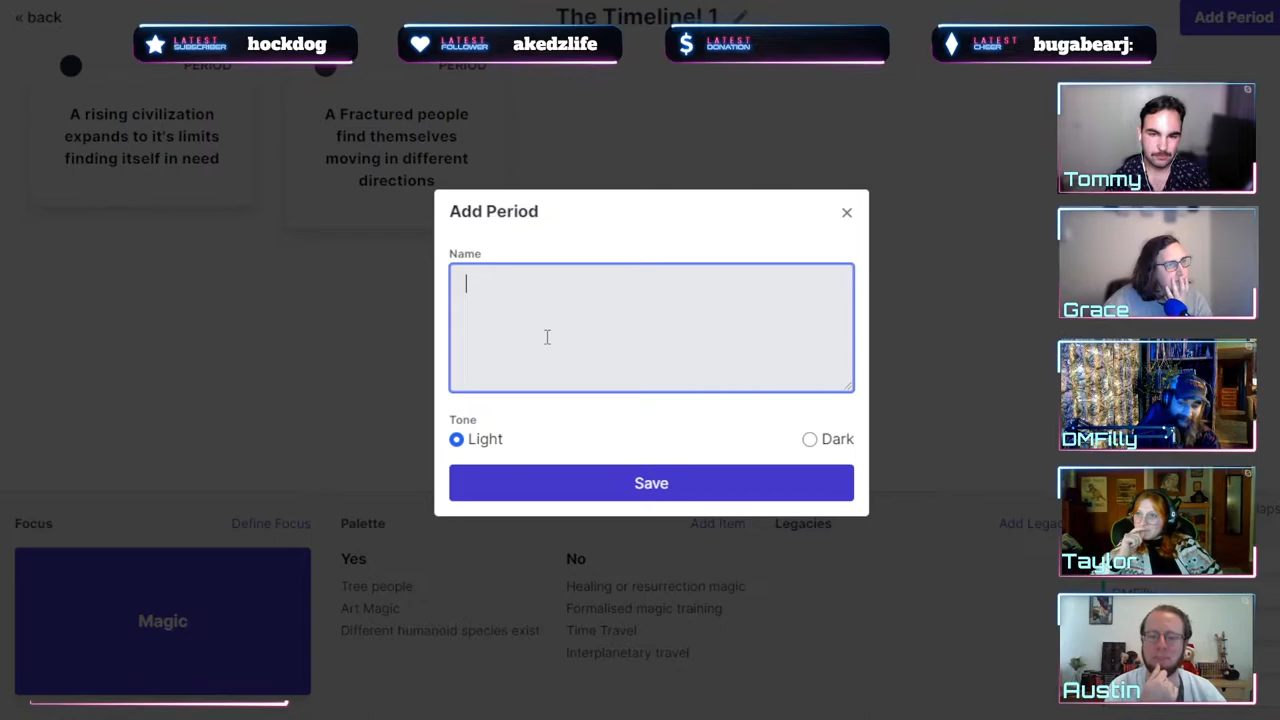 « back
The Timeline! 1
Add Period
LATEST SUBSCRIBER hockdog
LATEST FOLLOWER akedzlife
LATEST DONATION
LATEST CHEER bugabearj:
PERIOD
PERIOD
A rising civilization
expands to it's limits
finding itself in need
A Fractured people
find themselves
moving in different
directions
Add Period
×
Name
Tone
Light
Dark
Save
Focus
Define Focus
Magic
Palette
Add Item
Yes
Tree people
Art Magic
Different humanoid species exist
No
Healing or resurrection magic
Formalised magic training
Time Travel
Interplanetary travel
Legacies
Add Legac
Tommy
Grace
DMFilly
Taylor
Austin